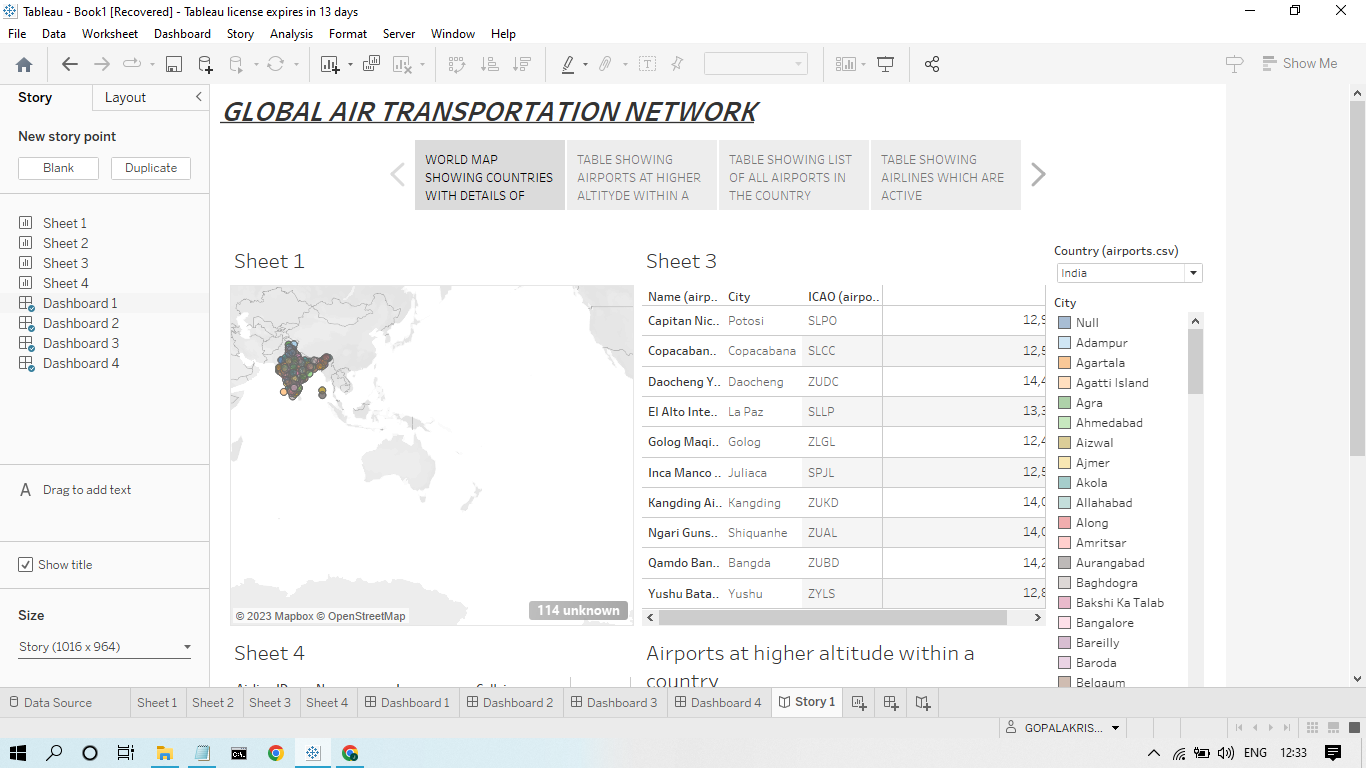 Tableau - Book1 [Recovered] - Tableau license expires in 13 days
File Data Worksheet Dashboard Story Analysis Format Server Window Help
Show Me
Story Layout
New story point
Blank Duplicate
Sheet 1
Sheet 2
Sheet 3
Sheet 4
Dashboard 1
Dashboard 2
Dashboard 3
Dashboard 4
A Drag to add text
Show title
Size
Story (1016 x 964)
GLOBAL AIR TRANSPORTATION NETWORK
WORLD MAP
SHOWING COUNTRIES
WITH DETAILS OF
TABLE SHOWING
AIRPORTS AT HIGHER
ALTITYDE WITHIN A
TABLE SHOWING LIST
OF ALL AIRPORTS IN
THE COUNTRY
TABLE SHOWING
AIRLINES WHICH ARE
ACTIVE
Sheet 1
© 2023 Mapbox © OpenStreetMap
114 unknown
Sheet 3
Name (airp.. City ICAO (airpo..
Capitan Nic.. Potosi SLPO 12,9
Copacaban.. Copacabana SLCC 12,5
Daocheng Y.. Daocheng ZUDC 14,4
El Alto Inte.. La Paz SLLP 13,3
Golog Maqi.. Golog ZLGL 12,4
Inca Manco .. Juliaca SPJL 12,5
Kangding Ai.. Kangding ZUKD 14,0
Ngari Guns.. Shiquanhe ZUAL 14,0
Qamdo Ban.. Bangda ZUBD 14,2
Yushu Bata.. Yushu ZYLS 12,8
Country (airports.csv)
India
City
Null
Adampur
Agartala
Agatti Island
Agra
Ahmedabad
Aizwal
Ajmer
Akola
Allahabad
Along
Amritsar
Aurangabad
Baghdogra
Bakshi Ka Talab
Bangalore
Bareilly
Baroda
Belgaum
Sheet 4
Airports at higher altitude within a
country
Data Source Sheet 1 Sheet 2 Sheet 3 Sheet 4 Dashboard 1 Dashboard 2 Dashboard 3 Dashboard 4 Story 1
GOPALAKRIS...
ENG 12:33